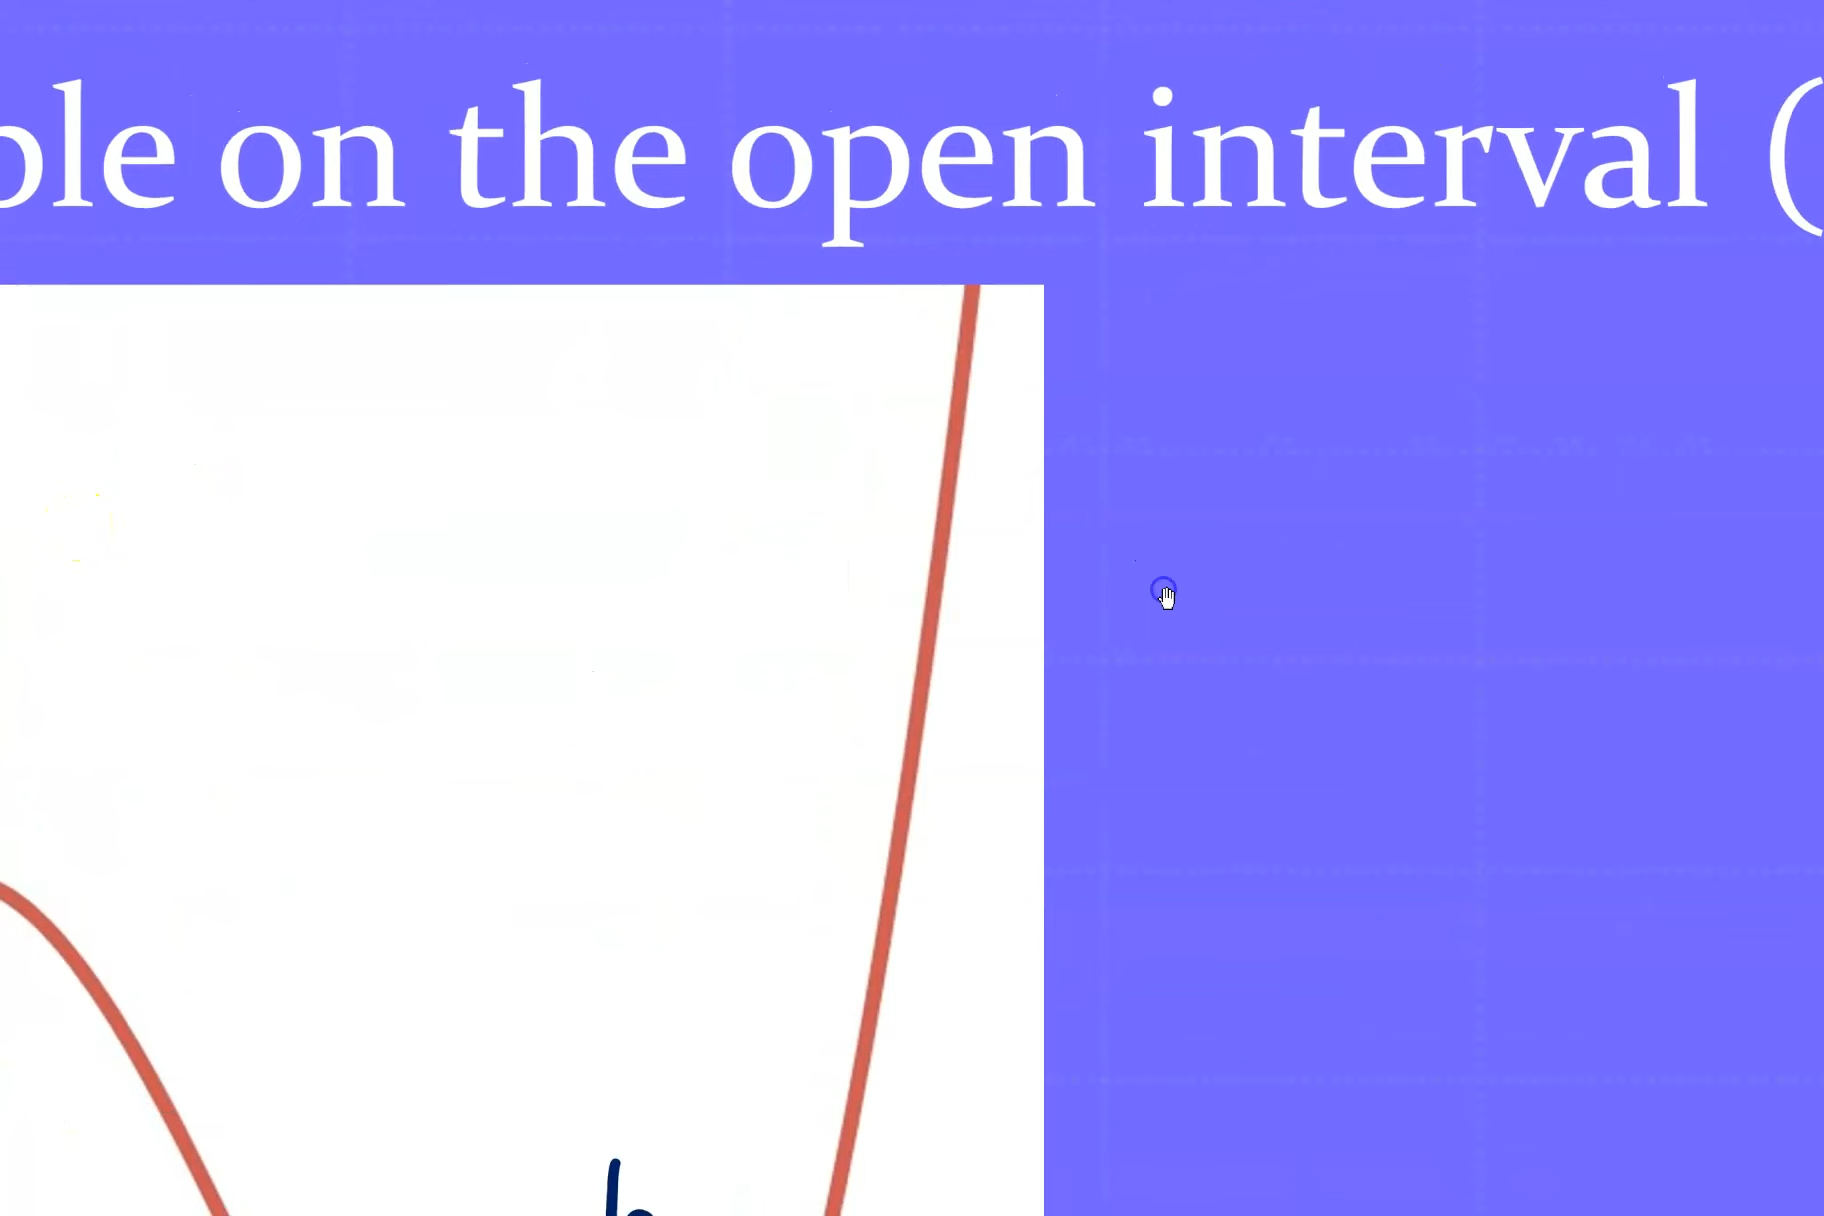 ble on the open interval (
b